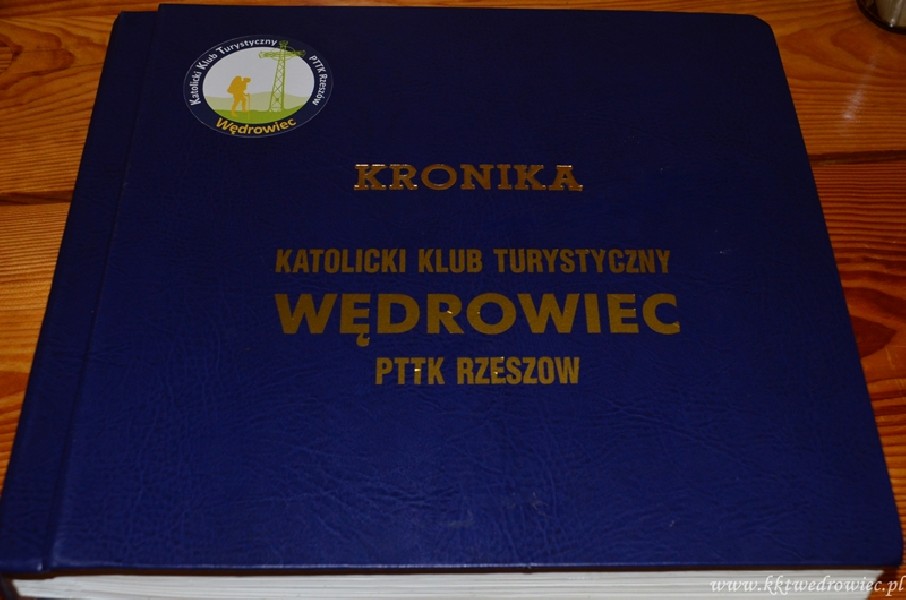 Katolicki Klub Turystyczny PTTK Rzeszów
Wędrowiec
KRONIKA
KATOLICKI KLUB TURYSTYCZNY
WĘDROWIEC
PTTK RZESZOW
www.kktwedrowiec.pl